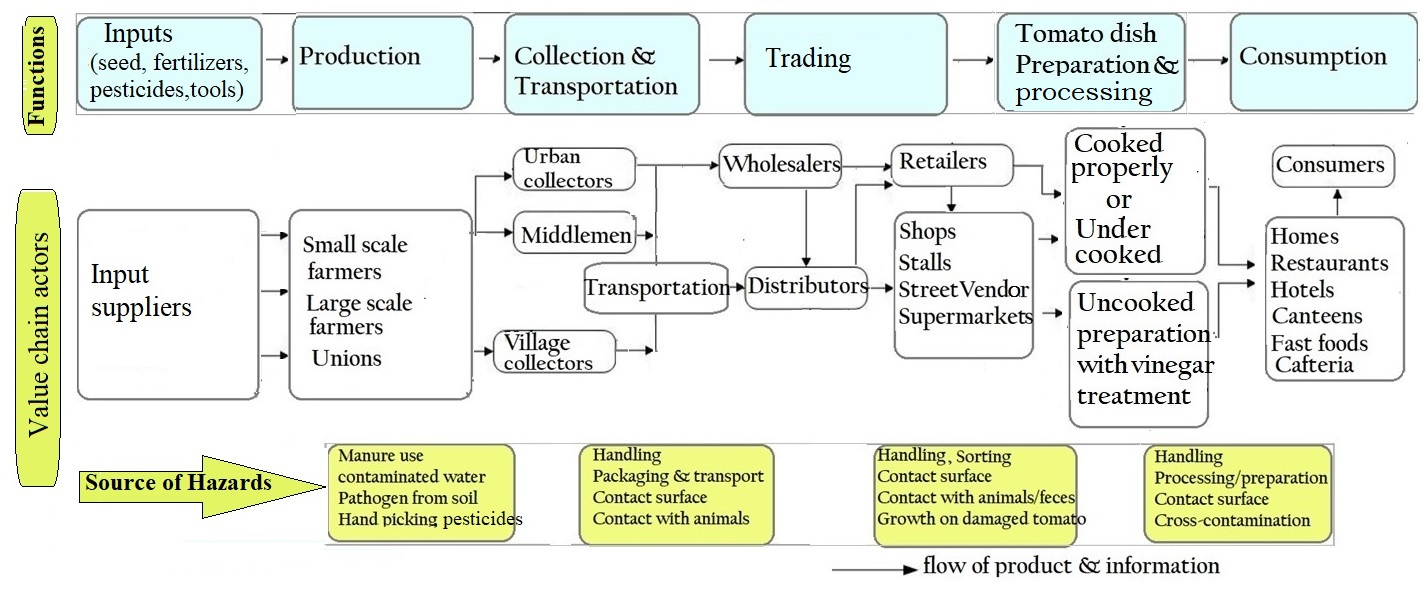 Functions
Inputs
(seed, fertilizers,
pesticides,tools)
Production
Collection &
Transportation
Trading
Tomato dish
Preparation &
processing
Consumption
Value chain actors
Input
suppliers
Small scale
farmers
Large scale
farmers
Unions
Urban
collectors
Middlemen
Village
collectors
Transportation
Wholesalers
Distributors
Retailers
Shops
Stalls
StreetVendor
Supermarkets
Cooked
properly
or
Under
cooked
Uncooked
preparation
with vinegar
treatment
Consumers
Homes
Restaurants
Hotels
Canteens
Fast foods
Cafteria
Source of Hazards
Manure use
contaminated water
Pathogen from soil
Hand picking pesticides
Handling
Packaging & transport
Contact surface
Contact with animals
Handling, Sorting
Contact surface
Contact with animals/feces
Growth on damaged tomato
Handling
Processing/preparation
Contact surface
Cross-contamination
flow of product & information